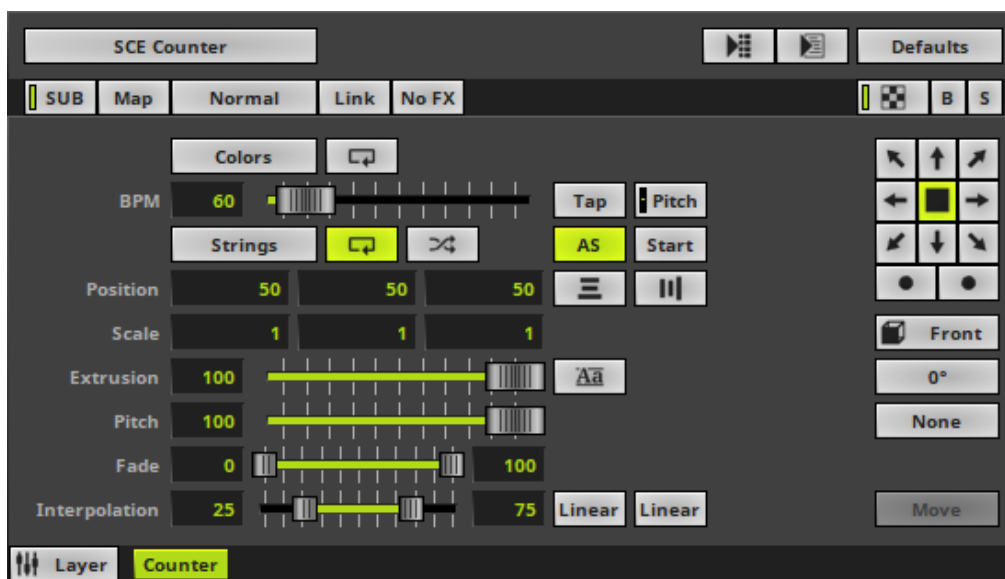 SCE Counter Defaults
SUB Map Normal Link No FX B S
Colors
BPM 60 Tap Pitch
Strings AS Start
Position 50 50 50
Scale 1 1 1
Front
Extrusion 100 Aa 0°
Pitch 100 None
Fade 0 100
Interpolation 25 75 Linear Linear Move
Layer Counter